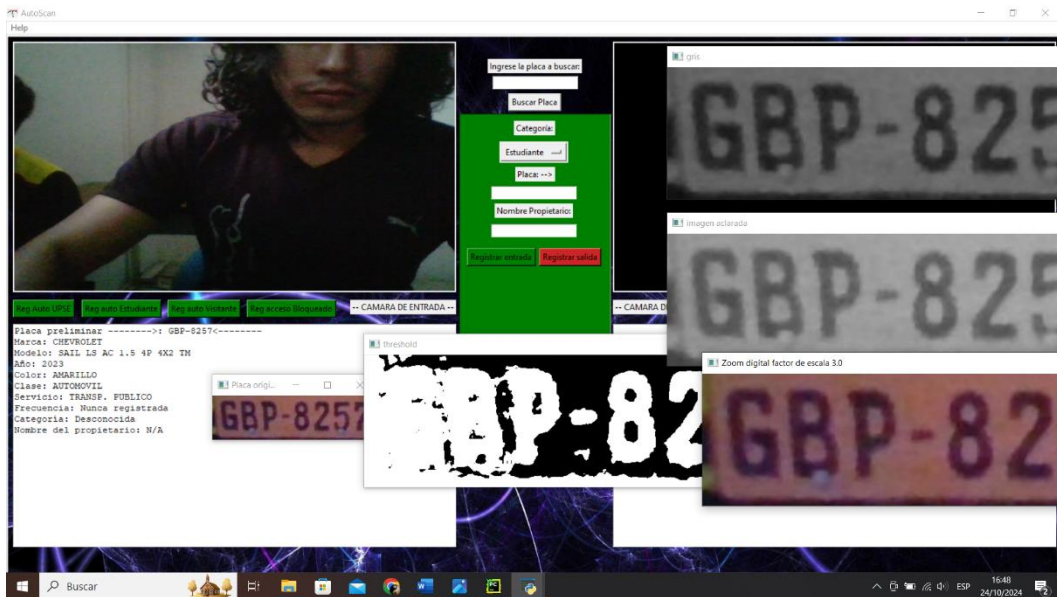 AutoScan
Help
Ingrese la placa a buscar:
Buscar Placa
Categoría:
Estudiante
Placa: -->
Nombre Propietario:
Registrar entrada
Registrar salida
Reg Auto UPSE
Reg auto Estudiante
Reg auto Visitante
Reg acceso Bloqueado
-- CAMARA DE ENTRADA --
-- CAMARA D
Placa preliminar -------->: GBP-8257<--------
Marca: CHEVROLET
Modelo: SAIL LS AC 1.5 4P 4X2 TM
Año: 2023
Color: AMARILLO
Clase: AUTOMOVIL
Servicio: TRANSP. PUBLICO
Frecuencia: Nunca registrada
Categoria: Desconocida
Nombre del propietario: N/A
Placa origi...
GBP-8257
threshold
GBP-82
gris
GBP-825
imagen aclarada
GBP-825
Zoom digital factor de escala 3.0
GBP-82
Buscar
ESP
16:48
24/10/2024